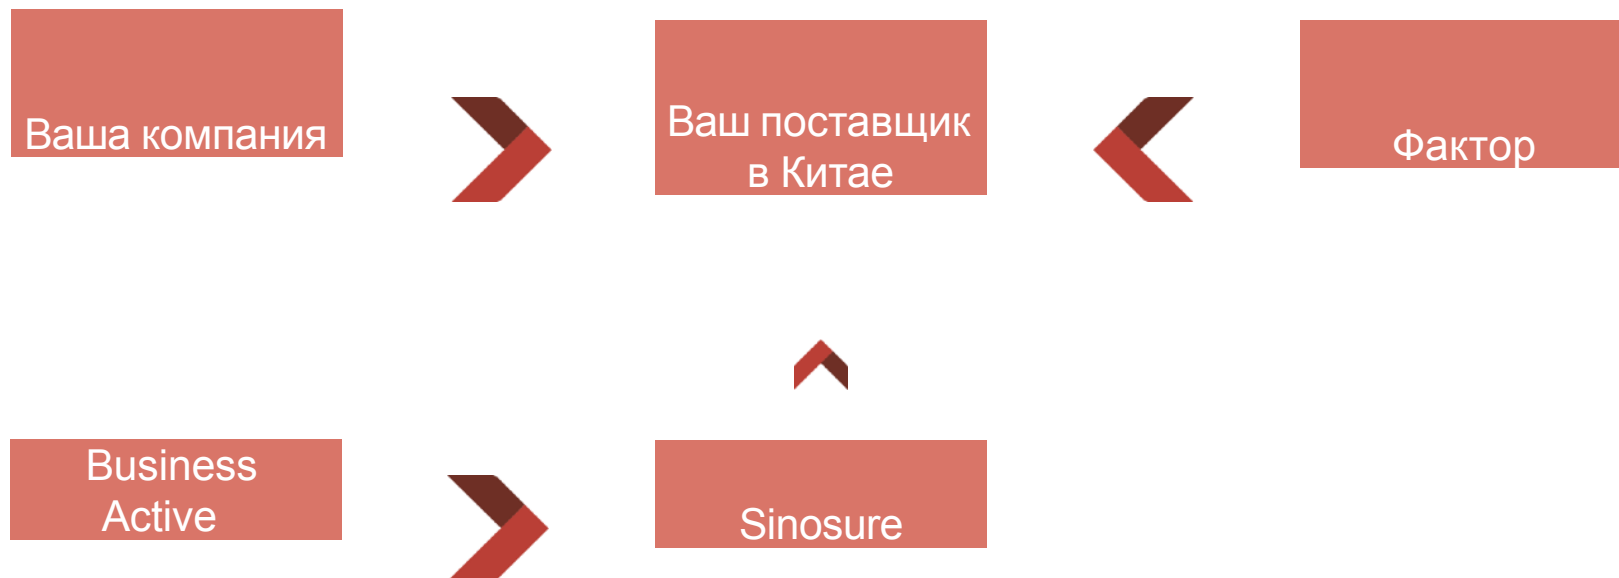 Ваша компания
Ваш поставщик
в Китае
Фактор
Business
Active
Sinosure